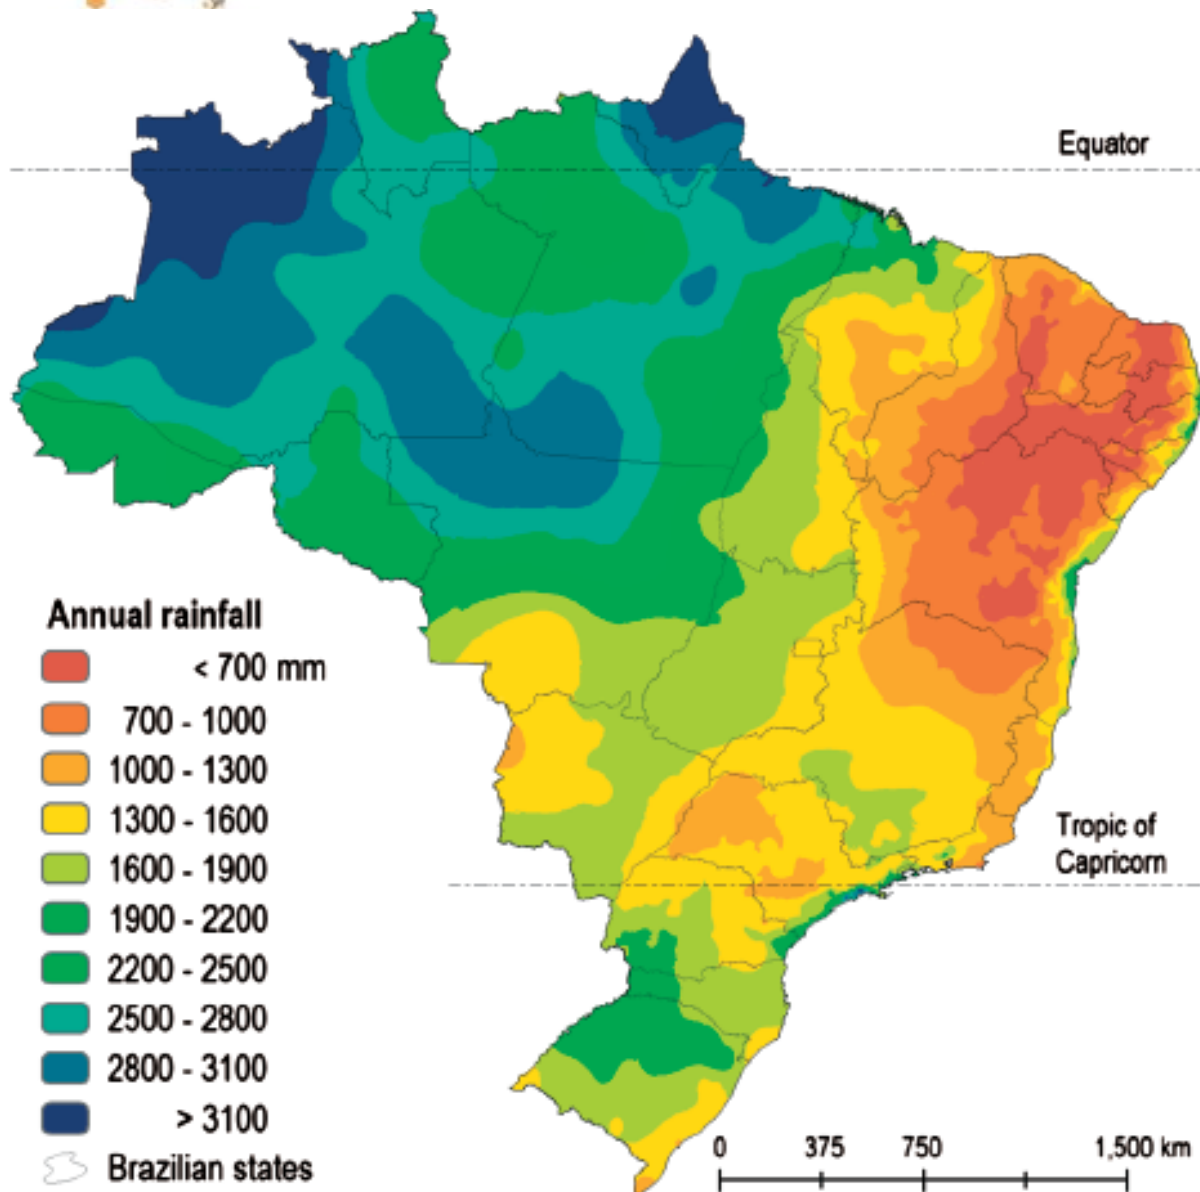 Equator
Annual rainfall
< 700 mm
700 - 1000
1000 - 1300
1300 - 1600
1600 - 1900
1900 - 2200
2200 - 2500
2500 - 2800
2800 - 3100
> 3100
Brazilian states
Tropic of
Capricorn
0 375 750 1,500 km